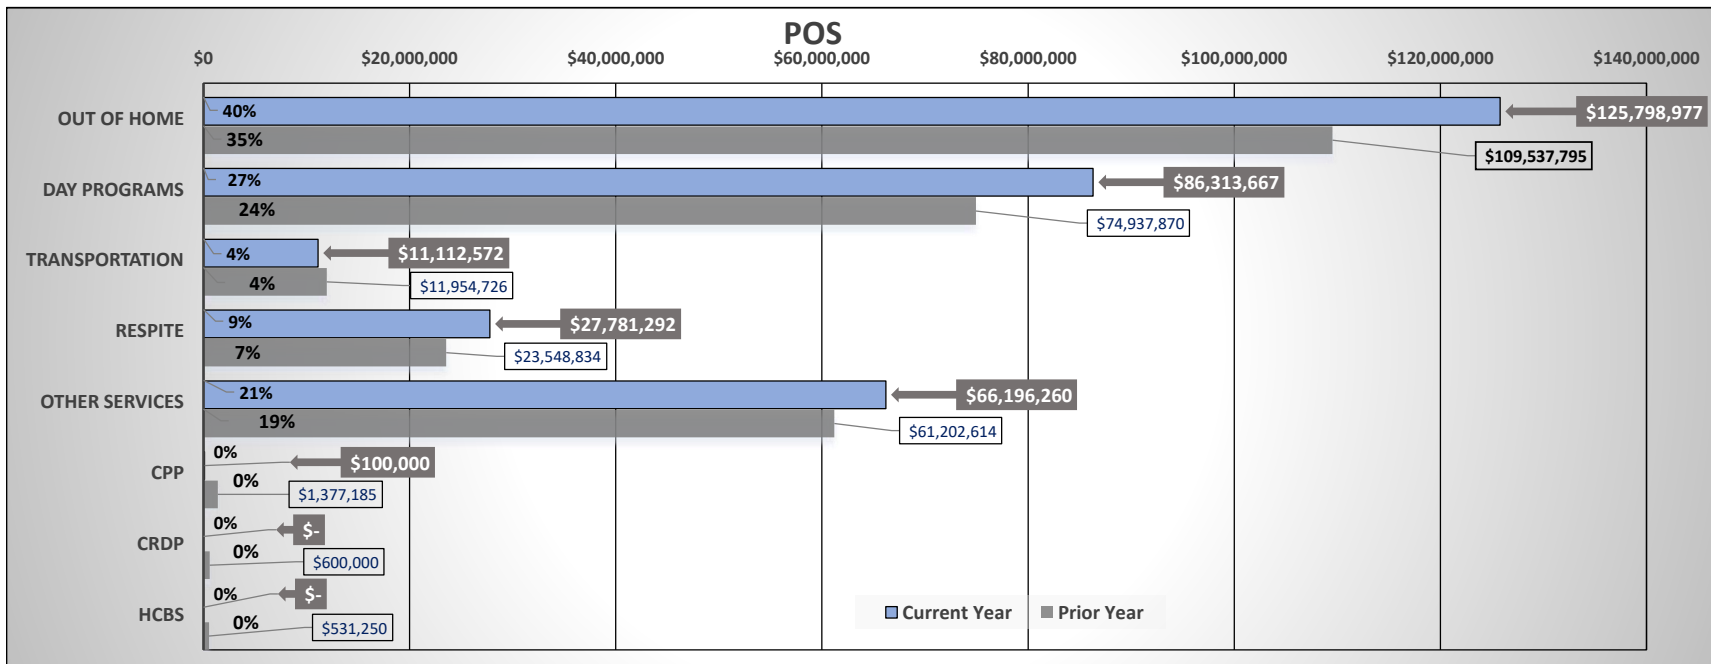 POS
$0 $20,000,000 $40,000,000 $60,000,000 $80,000,000 $100,000,000 $120,000,000 $140,000,000
OUT OF HOME
40%
$125,798,977
35%
$109,537,795
DAY PROGRAMS
27%
$86,313,667
24%
$74,937,870
TRANSPORTATION
4%
$11,112,572
4%
$11,954,726
RESPITE
9%
$27,781,292
7%
$23,548,834
OTHER SERVICES
21%
$66,196,260
19%
$61,202,614
CPP
0%
$100,000
0%
$1,377,185
CRDP
0%
$-
0%
$600,000
HCBS
0%
$-
0%
$531,250
Current Year Prior Year